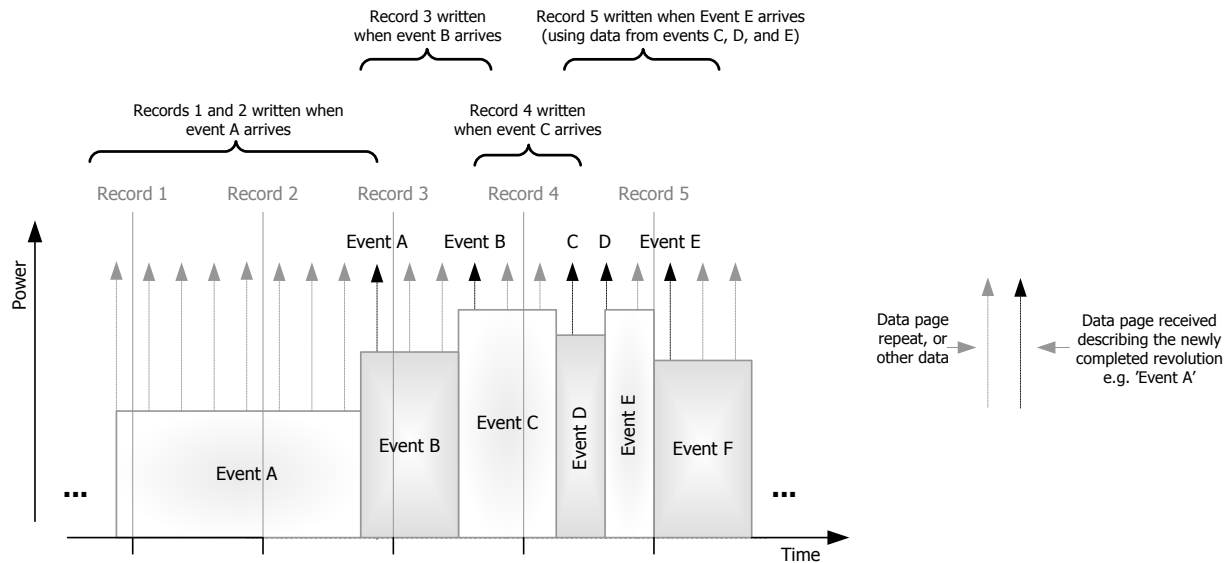 Record 3 written
when event B arrives
Record 5 written when Event E arrives
(using data from events C, D, and E)
Records 1 and 2 written when
event A arrives
Record 4 written
when event C arrives
Record 1
Record 2
Record 3
Record 4
Record 5
Event A
Event B
C
D
Event E
Power
Event A
Event B
Event C
Event D
Event E
Event F
...
...
Time
Data page
repeat, or
other data
Data page received
describing the newly
completed revolution
e.g. ’Event A’